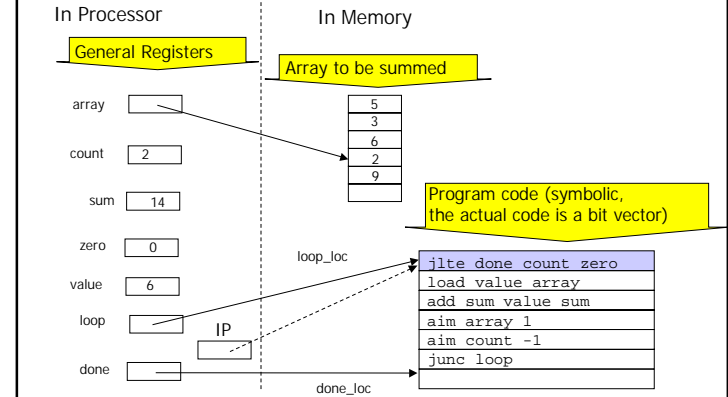 In Processor
In Memory
General Registers
Array to be summed
array
5
3
6
2
9
count
2
sum
14
zero
0
value
6
loop
IP
done
loop_loc
done_loc
Program code (symbolic,
the actual code is a bit vector)
jlte done count zero
load value array
add sum value sum
aim array 1
aim count -1
junc loop